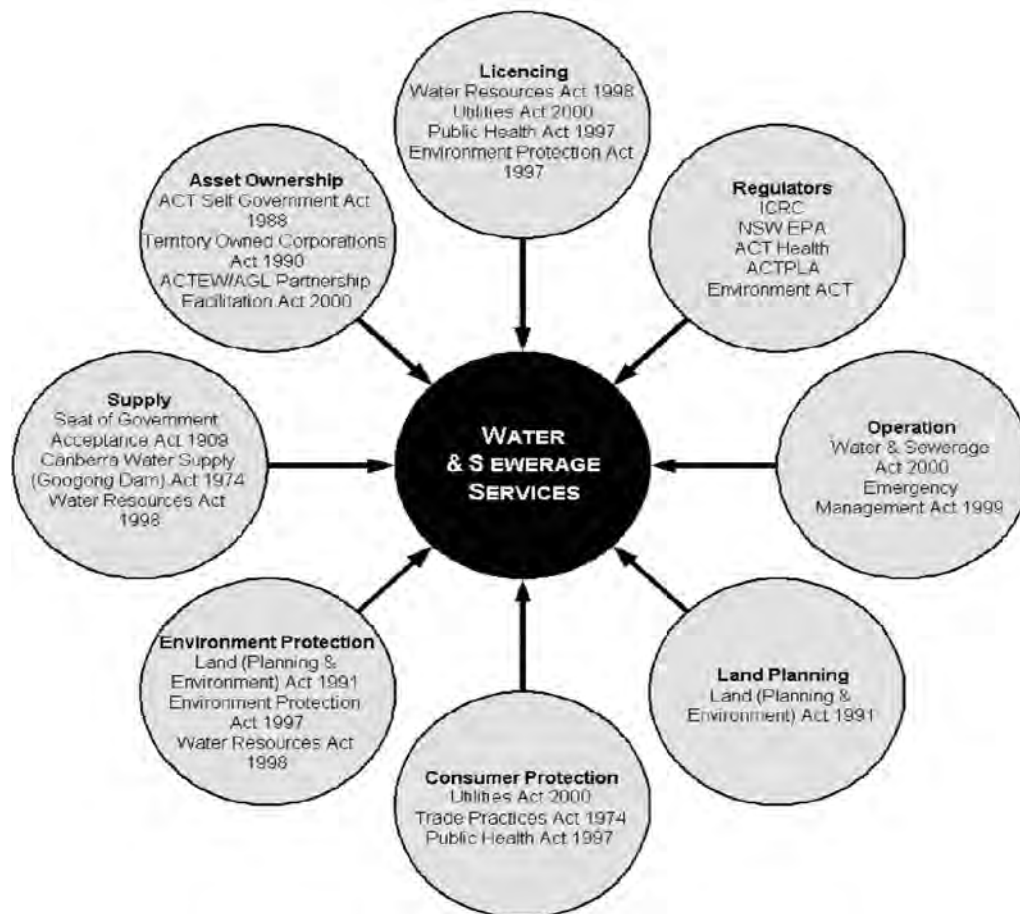 Licencing
Water Resources Act 1998
Utilities Act 2000
Public Health Act 1997
Environment Protection Act
1997
Asset Ownership
ACT Self Government Act
1988
Territory Owned Corporations
Act 1990
ACTEW/AGL Partnership
Facilitation Act 2000
Regulators
ICRC
NSW EPA
ACT Health
ACTPLA
Environment ACT
Supply
Seat of Government
Acceptance Act 1909
Canberra Water Supply
(Googong Dam) Act 1974
Water Resources Act
1998
WATER
& SEWERAGE
SERVICES
Operation
Water & Sewerage
Act 2000
Emergency
Management Act 1999
Environment Protection
Land (Planning &
Environment) Act 1991
Environment Protection
Act 1997
Water Resources Act
1998
Land Planning
Land (Planning &
Environment) Act 1991
Consumer Protection
Utilities Act 2000
Trade Practices Act 1974
Public Health Act 1997